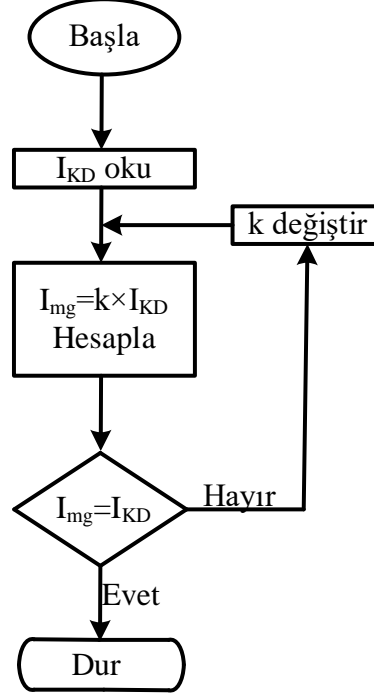 Başla
I_KD oku
k değiştir
I_mg=k×I_KD
Hesapla
I_mg=I_KD
Hayır
Evet
Dur